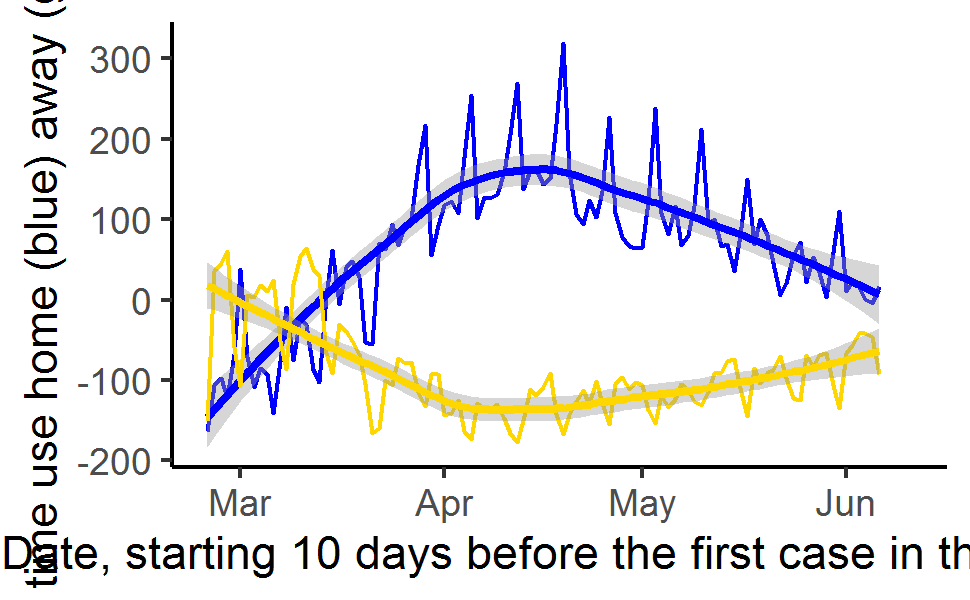 time use home (blue) away (
300
200
100
0
-100
-200
Mar Apr May Jun
Date, starting 10 days before the first case in th